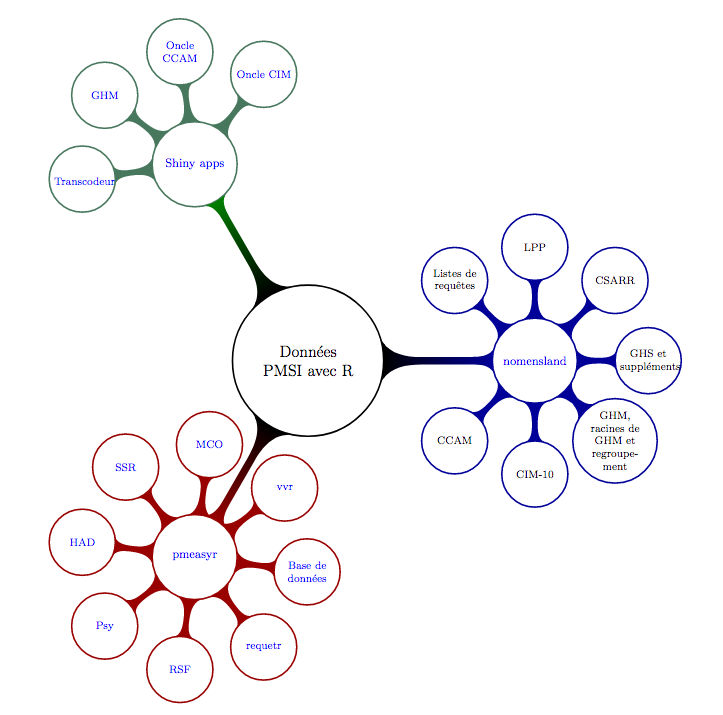 Oncle
CCAM
Oncle CIM
GHM
Transcodeur
Shiny apps
Données
PMSI avec R
Listes de
requêtes
LPP
CSARR
nomensland
GHS et
suppléments
CCAM
CIM-10
GHM,
racines de
GHM et
regroupe-
ment
MCO
SSR
vvr
HAD
pmeasyr
Base de
données
Psy
RSF
requetr